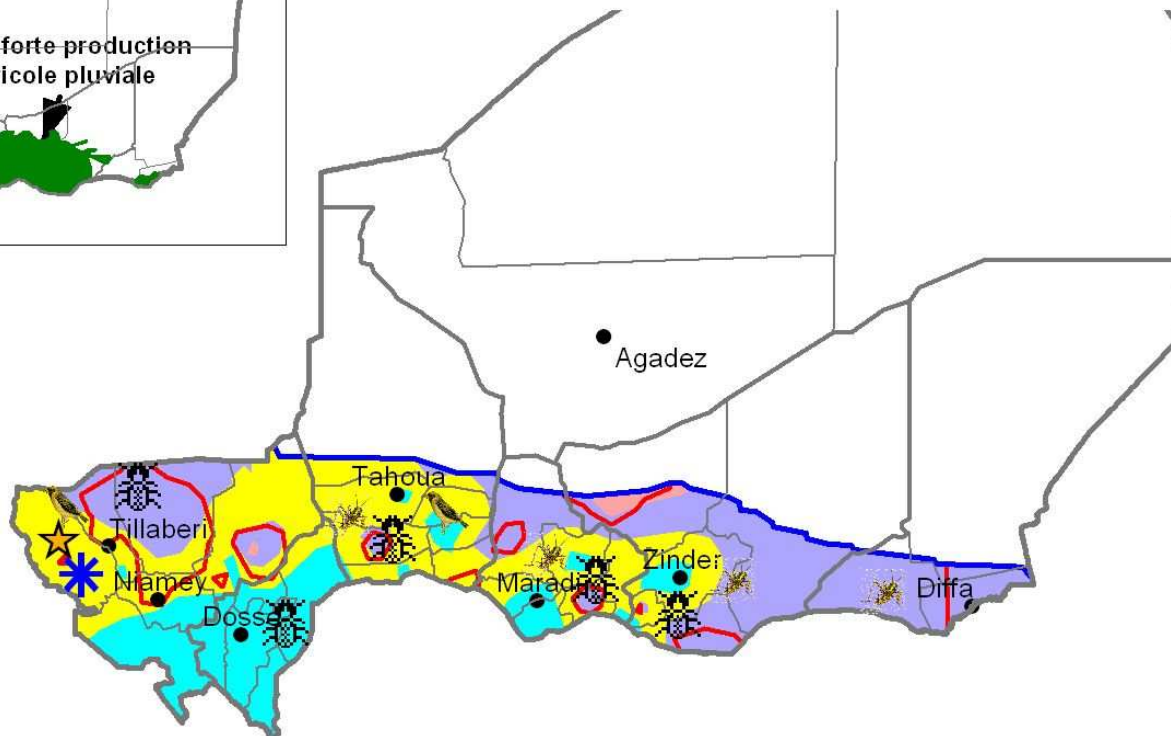 forte production
icole pluviale
Agadez
Tahoua
Tillaberi
Zinder
Niamey
Maradi
Diffa
Dosso